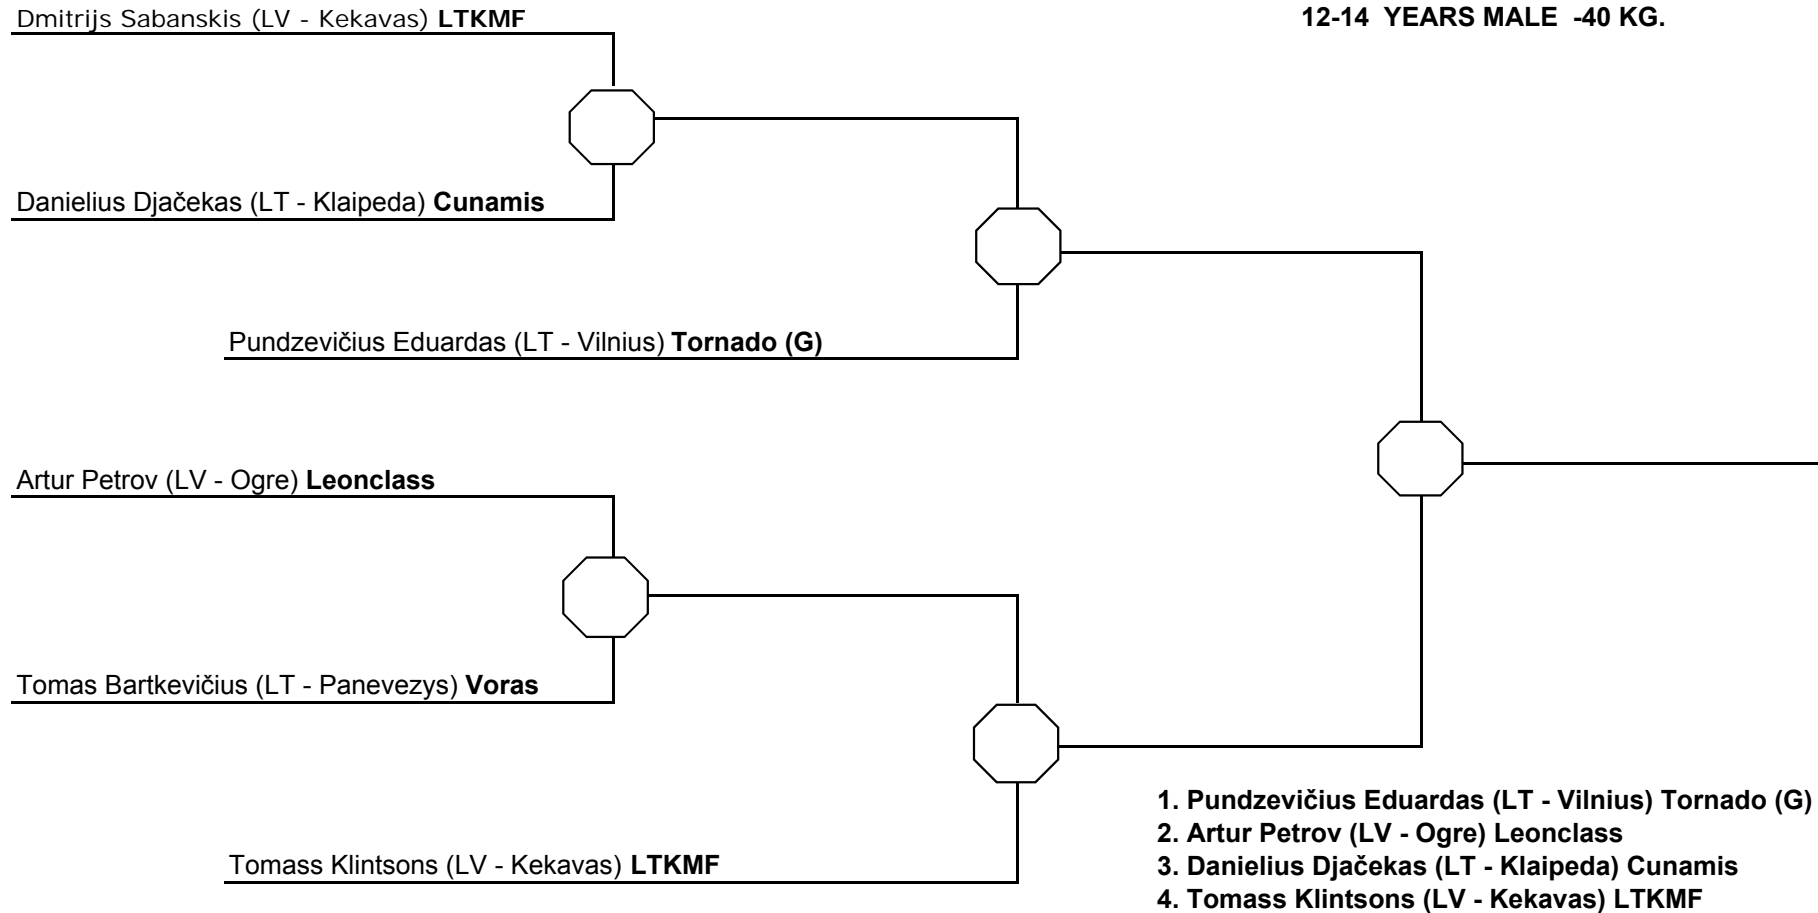 Dmitrijs Sabanskis (LV - Kekavas) LTKMF
12-14 YEARS MALE -40 KG.
Danielius Djačekas (LT - Klaipeda) Cunamis
Pundzevičius Eduardas (LT - Vilnius) Tornado (G)
Artur Petrov (LV - Ogre) Leonclass
Tomas Bartkevičius (LT - Panevezys) Voras
Tomass Klintsons (LV - Kekavas) LTKMF
1. Pundzevičius Eduardas (LT - Vilnius) Tornado (G)
2. Artur Petrov (LV - Ogre) Leonclass
3. Danielius Djačekas (LT - Klaipeda) Cunamis
4. Tomass Klintsons (LV - Kekavas) LTKMF